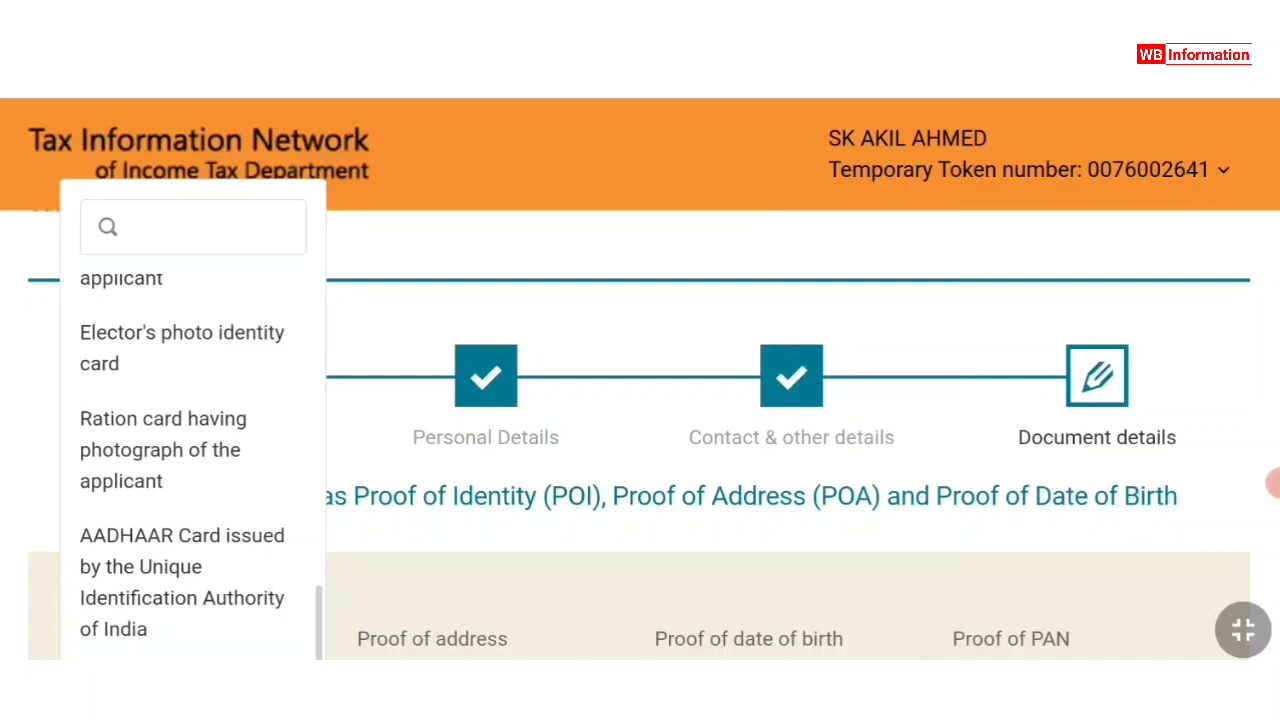 WB Information
Tax Information Network
of Income Tax Department
SK AKIL AHMED
Temporary Token number: 0076002641
applicant
Elector's photo identity
card
Ration card having
photograph of the
applicant
AADHAAR Card issued
by the Unique
Identification Authority
of India
Personal Details
Contact & other details
Document details
as Proof of Identity (POI), Proof of Address (POA) and Proof of Date of Birth
Proof of address
Proof of date of birth
Proof of PAN